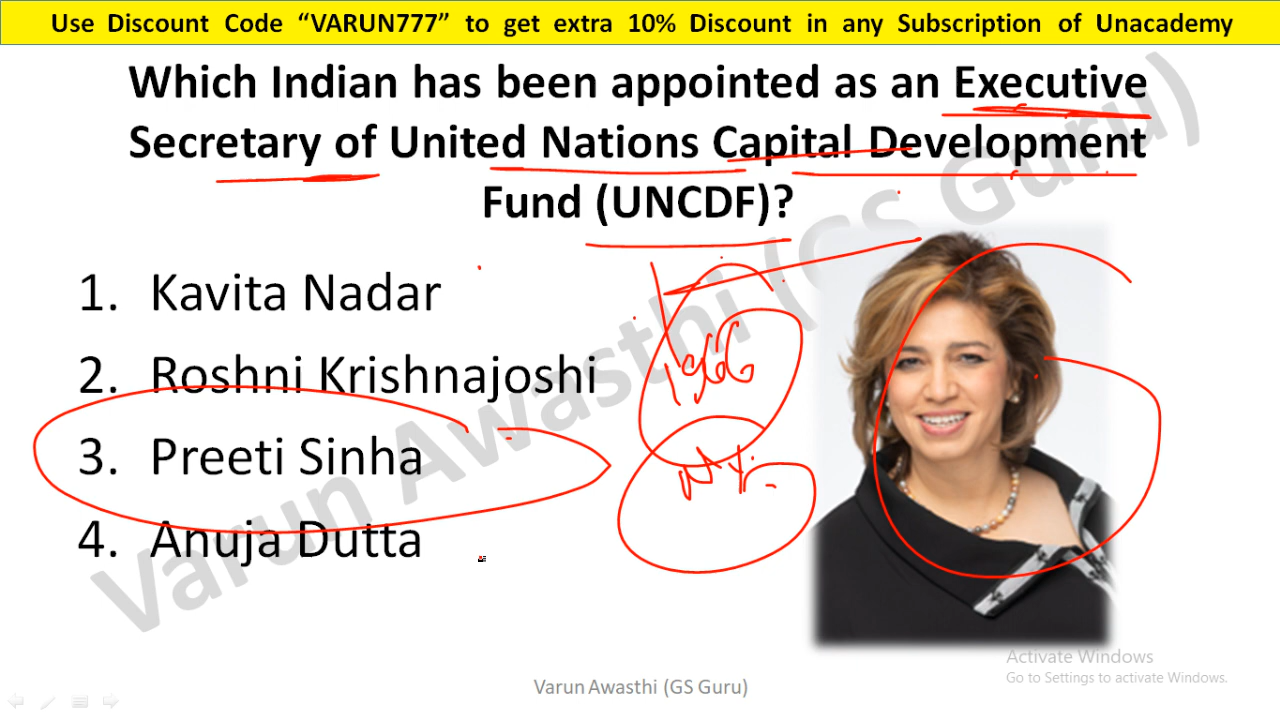 Use Discount Code “VARUN777” to get extra 10% Discount in any Subscription of Unacademy
Which Indian has been appointed as an Executive
Secretary of United Nations Capital Development
Fund (UNCDF)?
1. Kavita Nadar
2. Roshni Krishnajoshi
3. Preeti Sinha
4. Anuja Dutta
1966
N.Y.
Varun Awasthi (GS Guru)
Activate Windows
Go to Settings to activate Windows.
Varun Awasthi (GS Guru)